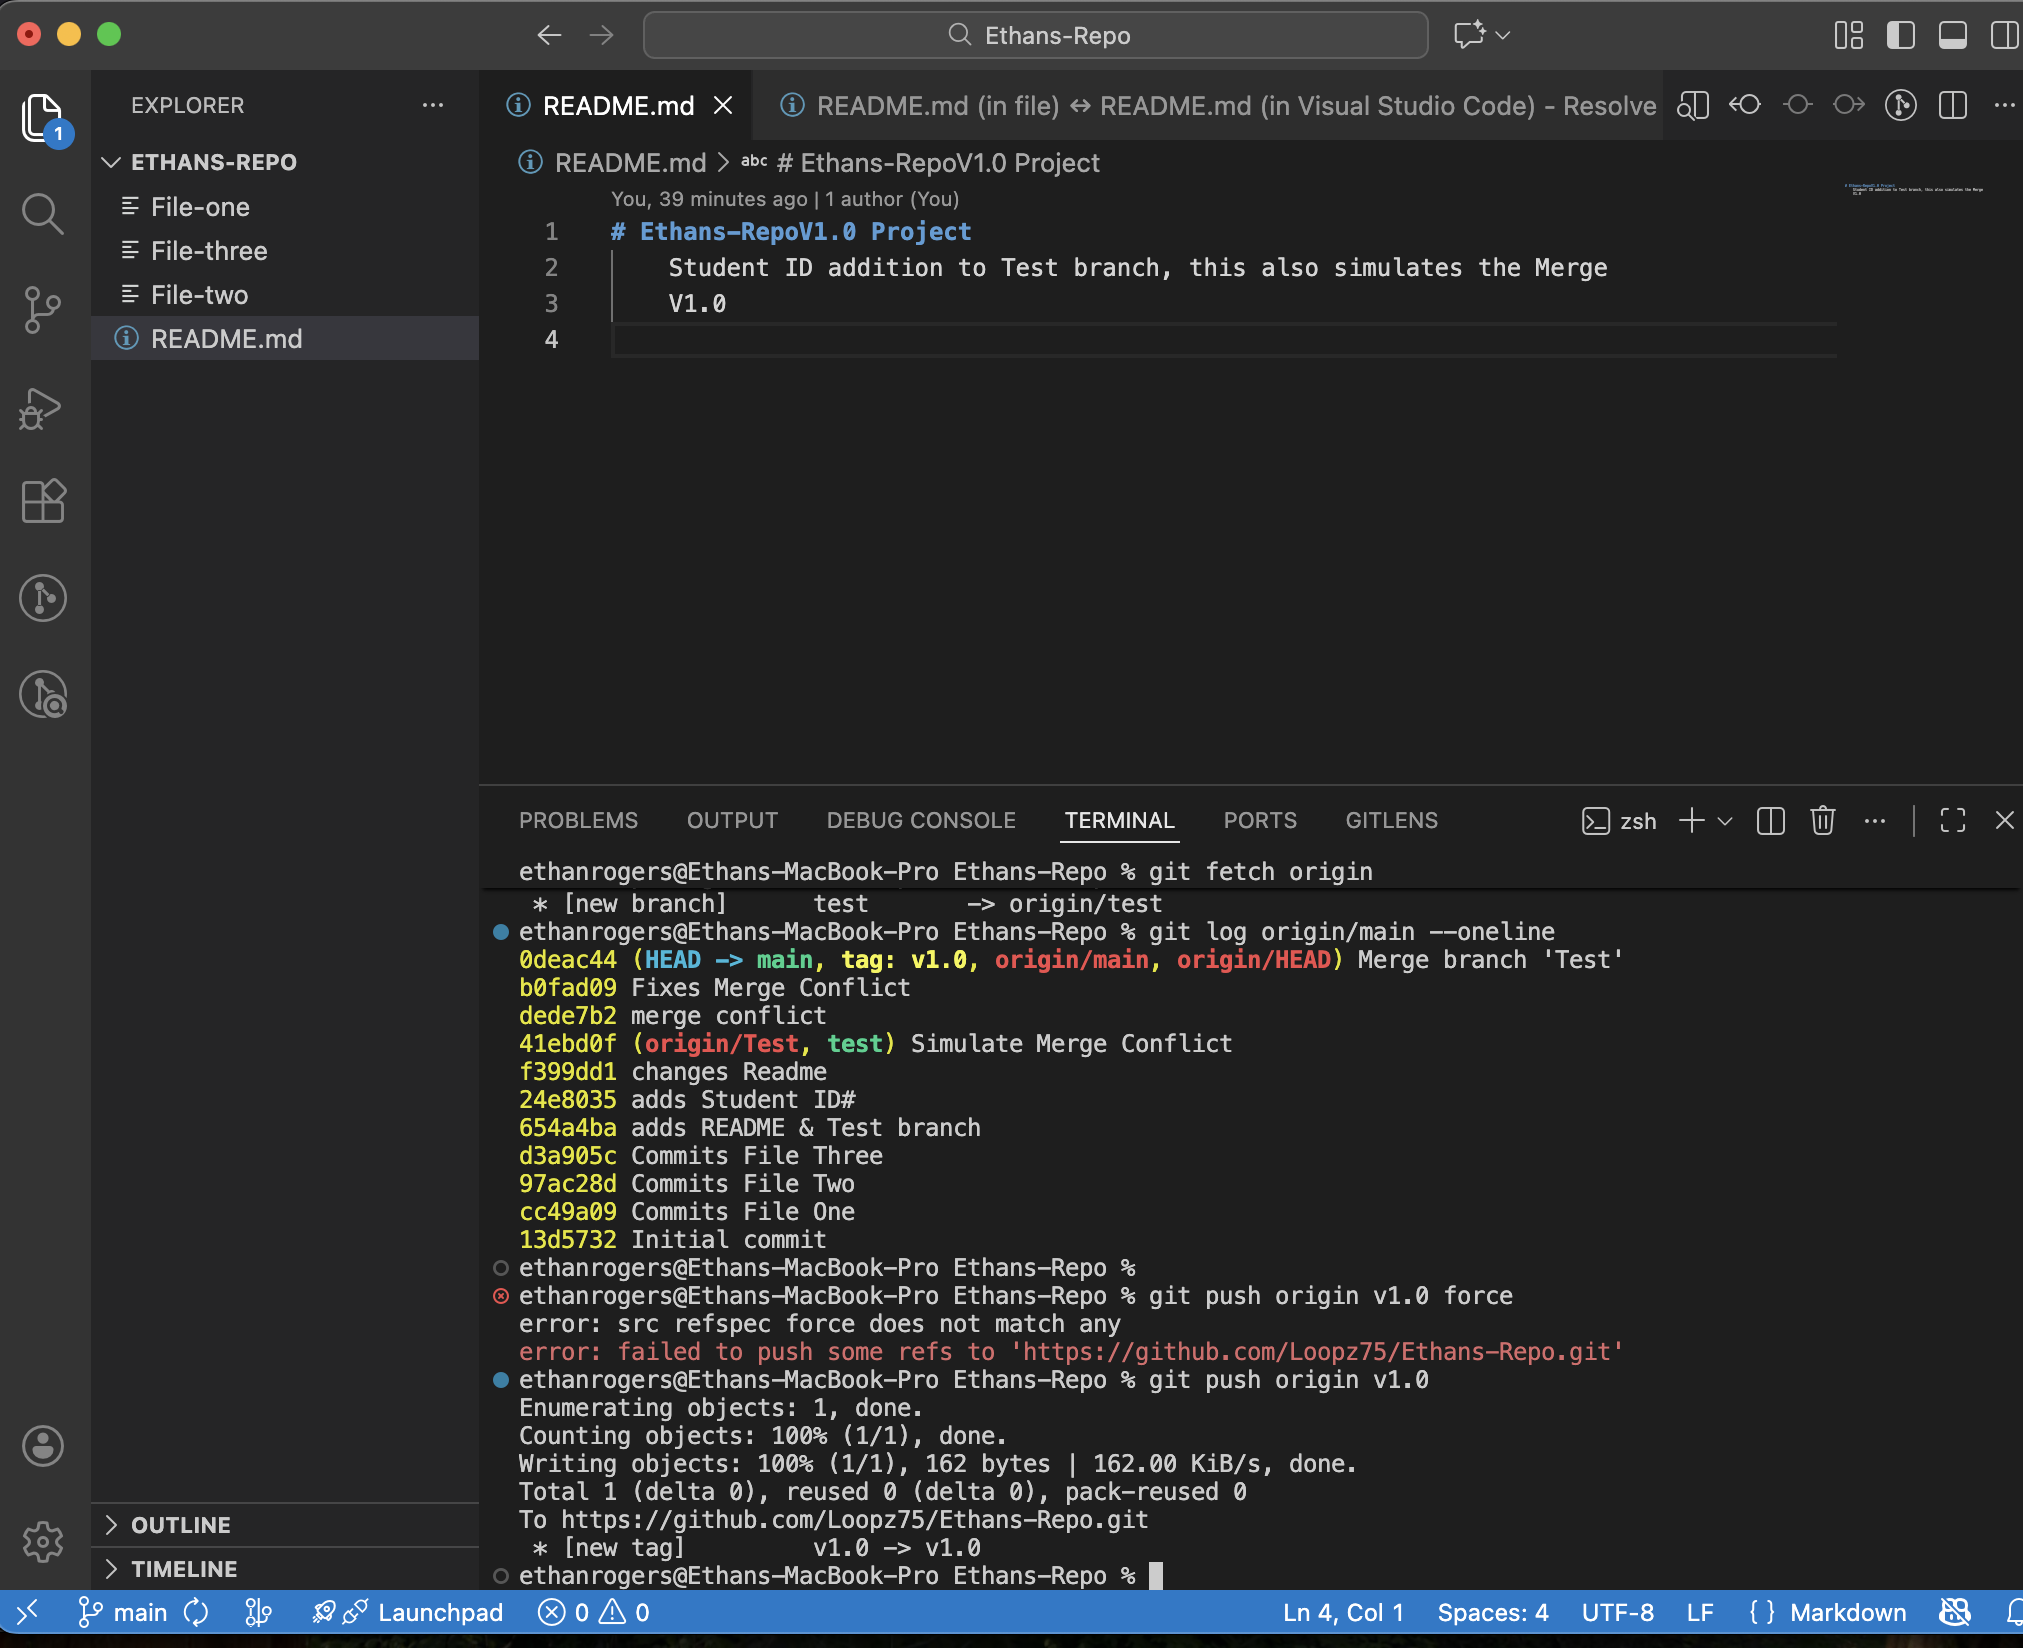 Ethans-Repo
1
EXPLORER
ETHANS-REPO
File-one
File-three
File-two
README.md
OUTLINE
TIMELINE
README.md
README.md (in file) ↔ README.md (in Visual Studio Code) - Resolve
README.md > abc # Ethans-RepoV1.0 Project
You, 39 minutes ago | 1 author (You)
1 # Ethans-RepoV1.0 Project
2 Student ID addition to Test branch, this also simulates the Merge
3 V1.0
4
PROBLEMS OUTPUT DEBUG CONSOLE TERMINAL PORTS GITLENS
zsh
ethanrogers@Ethans-MacBook-Pro Ethans-Repo % git fetch origin
* [new branch]      test       -> origin/test
ethanrogers@Ethans-MacBook-Pro Ethans-Repo % git log origin/main --oneline
0deac44 (HEAD -> main, tag: v1.0, origin/main, origin/HEAD) Merge branch 'Test'
b0fad09 Fixes Merge Conflict
dede7b2 merge conflict
41ebd0f (origin/Test, test) Simulate Merge Conflict
f399dd1 changes Readme
24e8035 adds Student ID#
654a4ba adds README & Test branch
d3a905c Commits File Three
97ac28d Commits File Two
cc49a09 Commits File One
13d5732 Initial commit
ethanrogers@Ethans-MacBook-Pro Ethans-Repo %
ethanrogers@Ethans-MacBook-Pro Ethans-Repo % git push origin v1.0 force
error: src refspec force does not match any
error: failed to push some refs to 'https://github.com/Loopz75/Ethans-Repo.git'
ethanrogers@Ethans-MacBook-Pro Ethans-Repo % git push origin v1.0
Enumerating objects: 1, done.
Counting objects: 100% (1/1), done.
Writing objects: 100% (1/1), 162 bytes | 162.00 KiB/s, done.
Total 1 (delta 0), reused 0 (delta 0), pack-reused 0
To https://github.com/Loopz75/Ethans-Repo.git
* [new tag]         v1.0 -> v1.0
ethanrogers@Ethans-MacBook-Pro Ethans-Repo %
main Launchpad 0 0 Ln 4, Col 1 Spaces: 4 UTF-8 LF {} Markdown